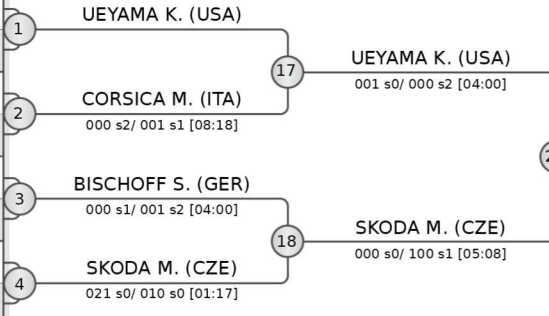 UEYAMA K. (USA)
1
17
UEYAMA K. (USA)
001 s0/ 000 s2 [04:00]
CORSICA M. (ITA)
2
000 s2/ 001 s1 [08:18]
BISCHOFF S. (GER)
3
000 s1/ 001 s2 [04:00]
18
SKODA M. (CZE)
000 s0/ 100 s1 [05:08]
SKODA M. (CZE)
4
021 s0/ 010 s0 [01:17]